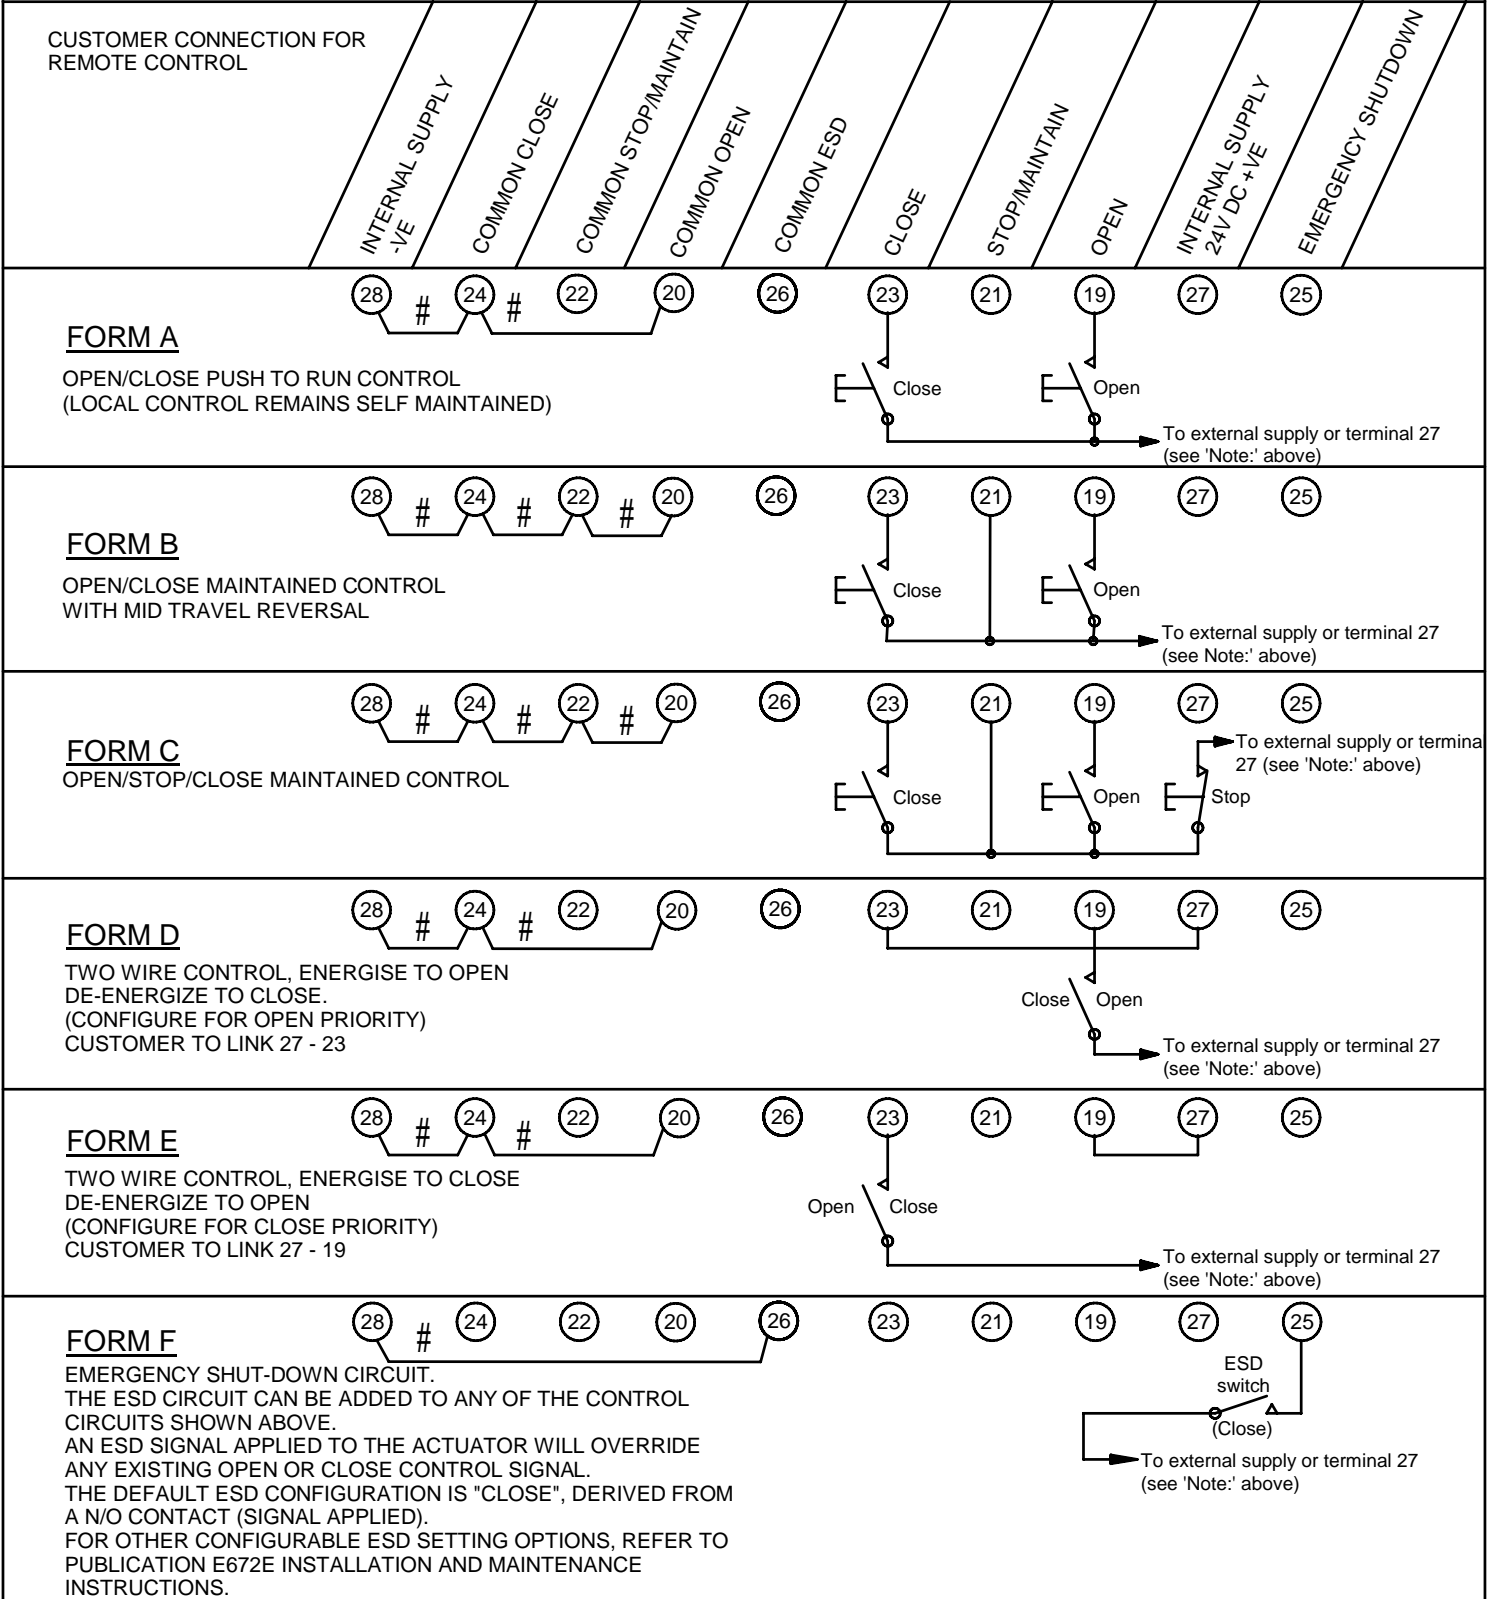 CUSTOMER CONNECTION FOR
REMOTE CONTROL
INTERNAL SUPPLY
-VE
COMMON CLOSE
COMMON STOP/MAINTAIN
COMMON OPEN
COMMON ESD
CLOSE
STOP/MAINTAIN
OPEN
INTERNAL SUPPLY
24V DC +VE
EMERGENCY SHUTDOWN
28 # 24 # 22 20 26 23 21 19 27 25
FORM A
OPEN/CLOSE PUSH TO RUN CONTROL
(LOCAL CONTROL REMAINS SELF MAINTAINED)
Close
Open
To external supply or terminal 27
(see 'Note:' above)
28 # 24 # 22 # 20 26 23 21 19 27 25
FORM B
OPEN/CLOSE MAINTAINED CONTROL
WITH MID TRAVEL REVERSAL
Close
Open
To external supply or terminal 27
(see Note:' above)
28 # 24 # 22 # 20 26 23 21 19 27 25
FORM C
OPEN/STOP/CLOSE MAINTAINED CONTROL
Close
Open
Stop
To external supply or termina
27 (see 'Note:' above)
28 # 24 # 22 20 26 23 21 19 27 25
FORM D
TWO WIRE CONTROL, ENERGISE TO OPEN
DE-ENERGIZE TO CLOSE.
(CONFIGURE FOR OPEN PRIORITY)
CUSTOMER TO LINK 27 - 23
Close
Open
To external supply or terminal 27
(see 'Note:' above)
28 # 24 # 22 20 26 23 21 19 27 25
FORM E
TWO WIRE CONTROL, ENERGISE TO CLOSE
DE-ENERGIZE TO OPEN
(CONFIGURE FOR CLOSE PRIORITY)
CUSTOMER TO LINK 27 - 19
Open
Close
To external supply or terminal 27
(see 'Note:' above)
28 # 24 22 20 26 23 21 19 27 25
FORM F
EMERGENCY SHUT-DOWN CIRCUIT.
THE ESD CIRCUIT CAN BE ADDED TO ANY OF THE CONTROL
CIRCUITS SHOWN ABOVE.
AN ESD SIGNAL APPLIED TO THE ACTUATOR WILL OVERRIDE
ANY EXISTING OPEN OR CLOSE CONTROL SIGNAL.
THE DEFAULT ESD CONFIGURATION IS "CLOSE", DERIVED FROM
A N/O CONTACT (SIGNAL APPLIED).
FOR OTHER CONFIGURABLE ESD SETTING OPTIONS, REFER TO
PUBLICATION E672E INSTALLATION AND MAINTENANCE
INSTRUCTIONS.
ESD
switch
(Close)
To external supply or terminal 27
(see 'Note:' above)